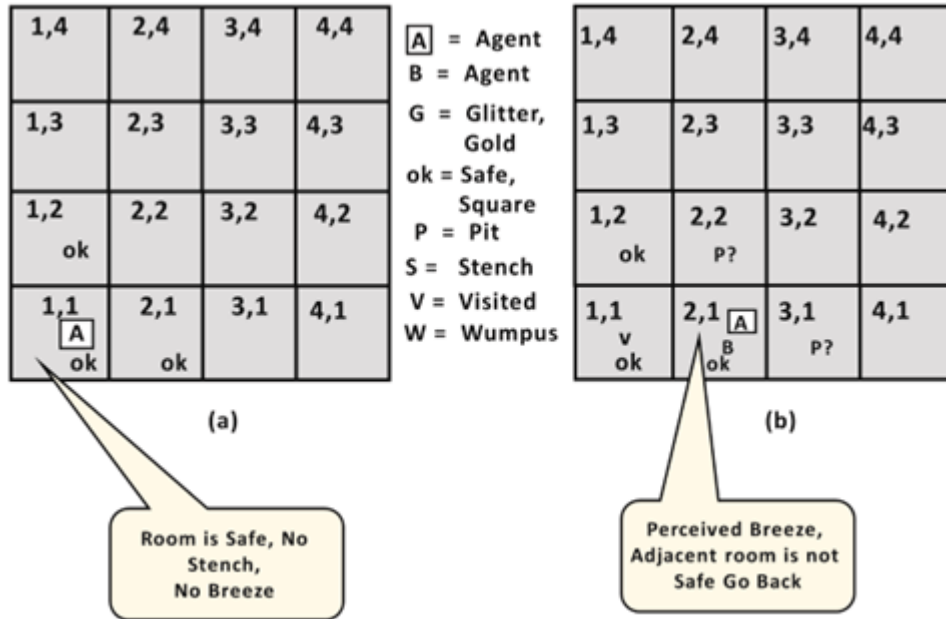 1,4 2,4 3,4 4,4
1,3 2,3 3,3 4,3
1,2 2,2 3,2 4,2
ok
1,1 2,1 3,1 4,1
A
ok ok
(a)
Room is Safe, No
Stench,
No Breeze
A = Agent
B = Agent
G = Glitter,
Gold
ok = Safe,
Square
P = Pit
S = Stench
V = Visited
W = Wumpus
1,4 2,4 3,4 4,4
1,3 2,3 3,3 4,3
1,2 2,2 3,2 4,2
ok P?
1,1 2,1 A 3,1 4,1
v B P?
ok ok
(b)
Perceived Breeze,
Adjacent room is not
Safe Go Back